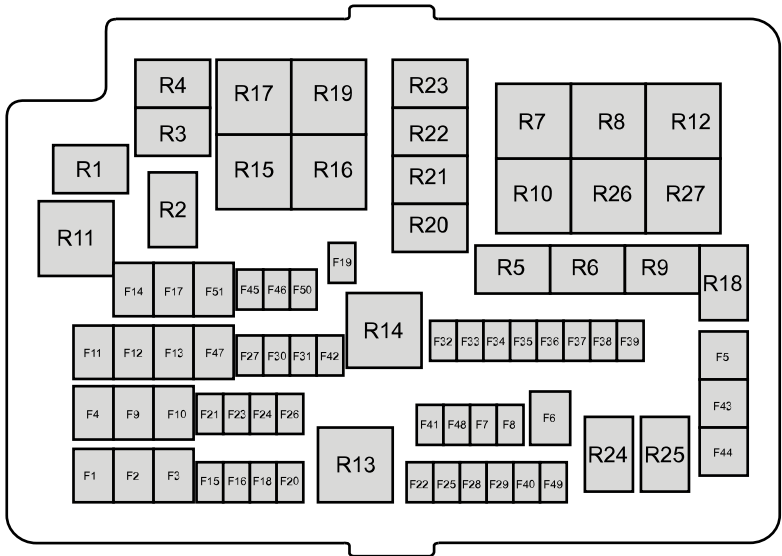 R4
R17 R19
R23
R3
R22
R7 R8 R12
R1
R15 R16
R21
R2
R10 R26 R27
R11
R20
F19
R5 R6 R9
R18
F14 F17 F51
F45 F46 F50
R14
F32 F33 F34 F35 F36 F37 F38 F39
F11 F12 F13 F47
F27 F30 F31 F42
F5
F4 F9 F10
F21 F23 F24 F26
F41 F48 F7 F8
F6
F43
R13
R24 R25
F44
F1 F2 F3
F15 F16 F18 F20
F22 F25 F28 F29 F40 F49